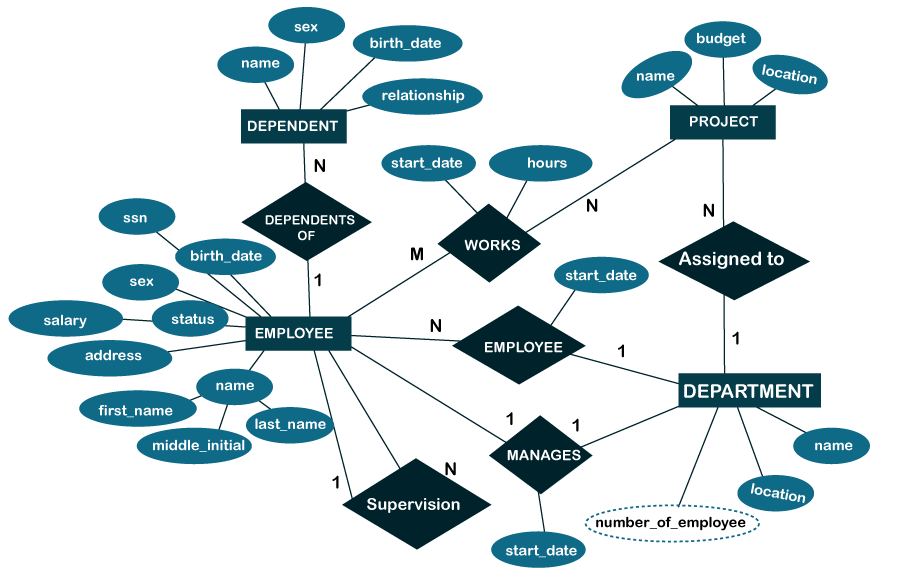 sex
name
birth_date
relationship
DEPENDENT
budget
name
location
PROJECT
N
start_date
hours
N
N
ssn
DEPENDENTS
OF
WORKS
M
birth_date
Assigned to
sex
1
start_date
salary
status
EMPLOYEE
N
EMPLOYEE
1
1
address
name
DEPARTMENT
first_name
last_name
middle_initial
1
1
MANAGES
name
N
1
Supervision
location
number_of_employee
start_date